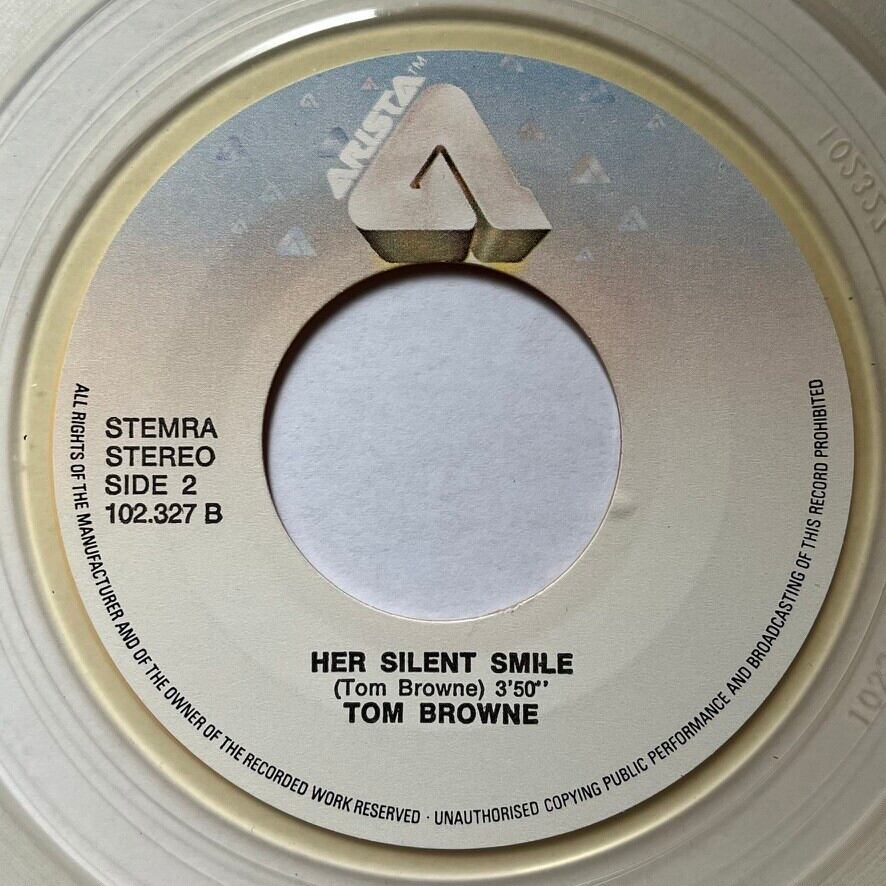 ARISTA™
STEMRA
STEREO
SIDE 2
102.327 B
HER SILENT SMILE
(Tom Browne) 3'50''
TOM BROWNE
ALL RIGHTS OF THE MANUFACTURER AND OF THE OWNER OF THE RECORDED WORK RESERVED · UNAUTHORISED COPYING PUBLIC PERFORMANCE AND BROADCASTING OF THIS RECORD PROHIBITED